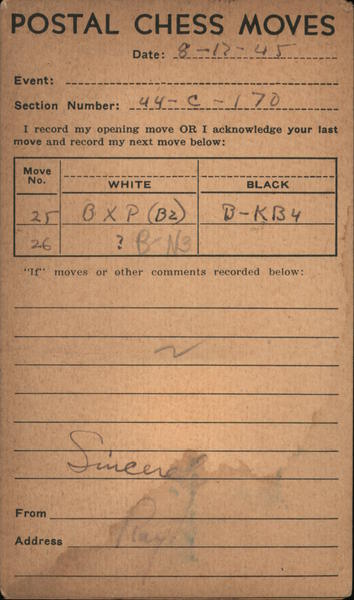 POSTAL CHESS MOVES
Date: 8-12-45
Event:
Section Number: 44-C-170
I record my opening move OR I acknowledge your last
move and record my next move below:
Move No. WHITE BLACK
25 B X P (B2) B-KB4
26 ? B-N3
"If" moves or other comments recorded below:
From
Address